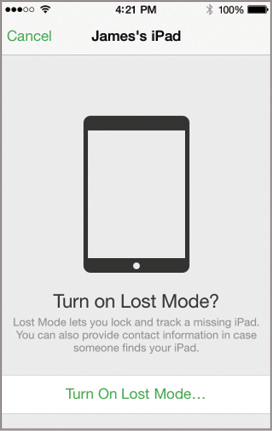 4:21 PM 100%
Cancel James's iPad
Turn on Lost Mode?
Lost Mode lets you lock and track a missing iPad.
You can also provide contact information in case
someone finds your iPad.
Turn On Lost Mode…